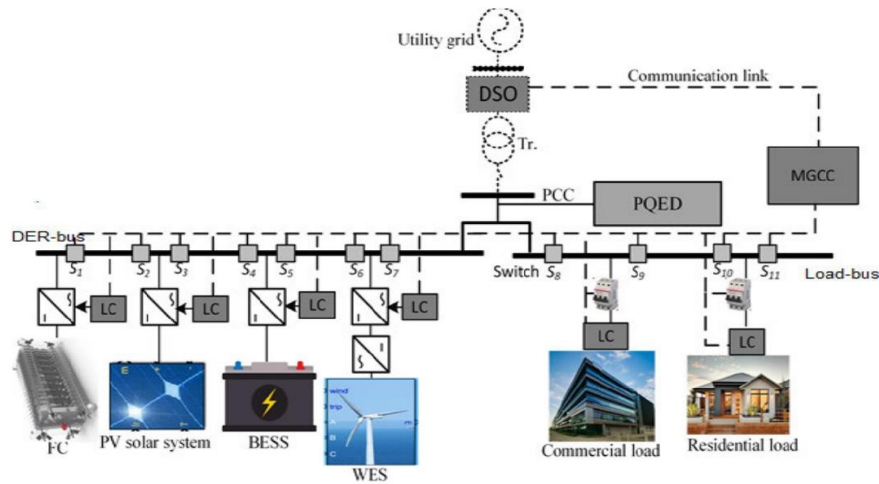 Utility grid
DSO
Communication link
Tr.
MGCC
PCC
PQED
DER-bus
S1
S2
S3
S4
S5
S6
S7
Switch
S8
S9
S10
S11
Load-bus
LC
LC
LC
LC
LC
LC
wind
trip
A
B
C
m
FC
PV solar system
BESS
WES
Commercial load
Residential load